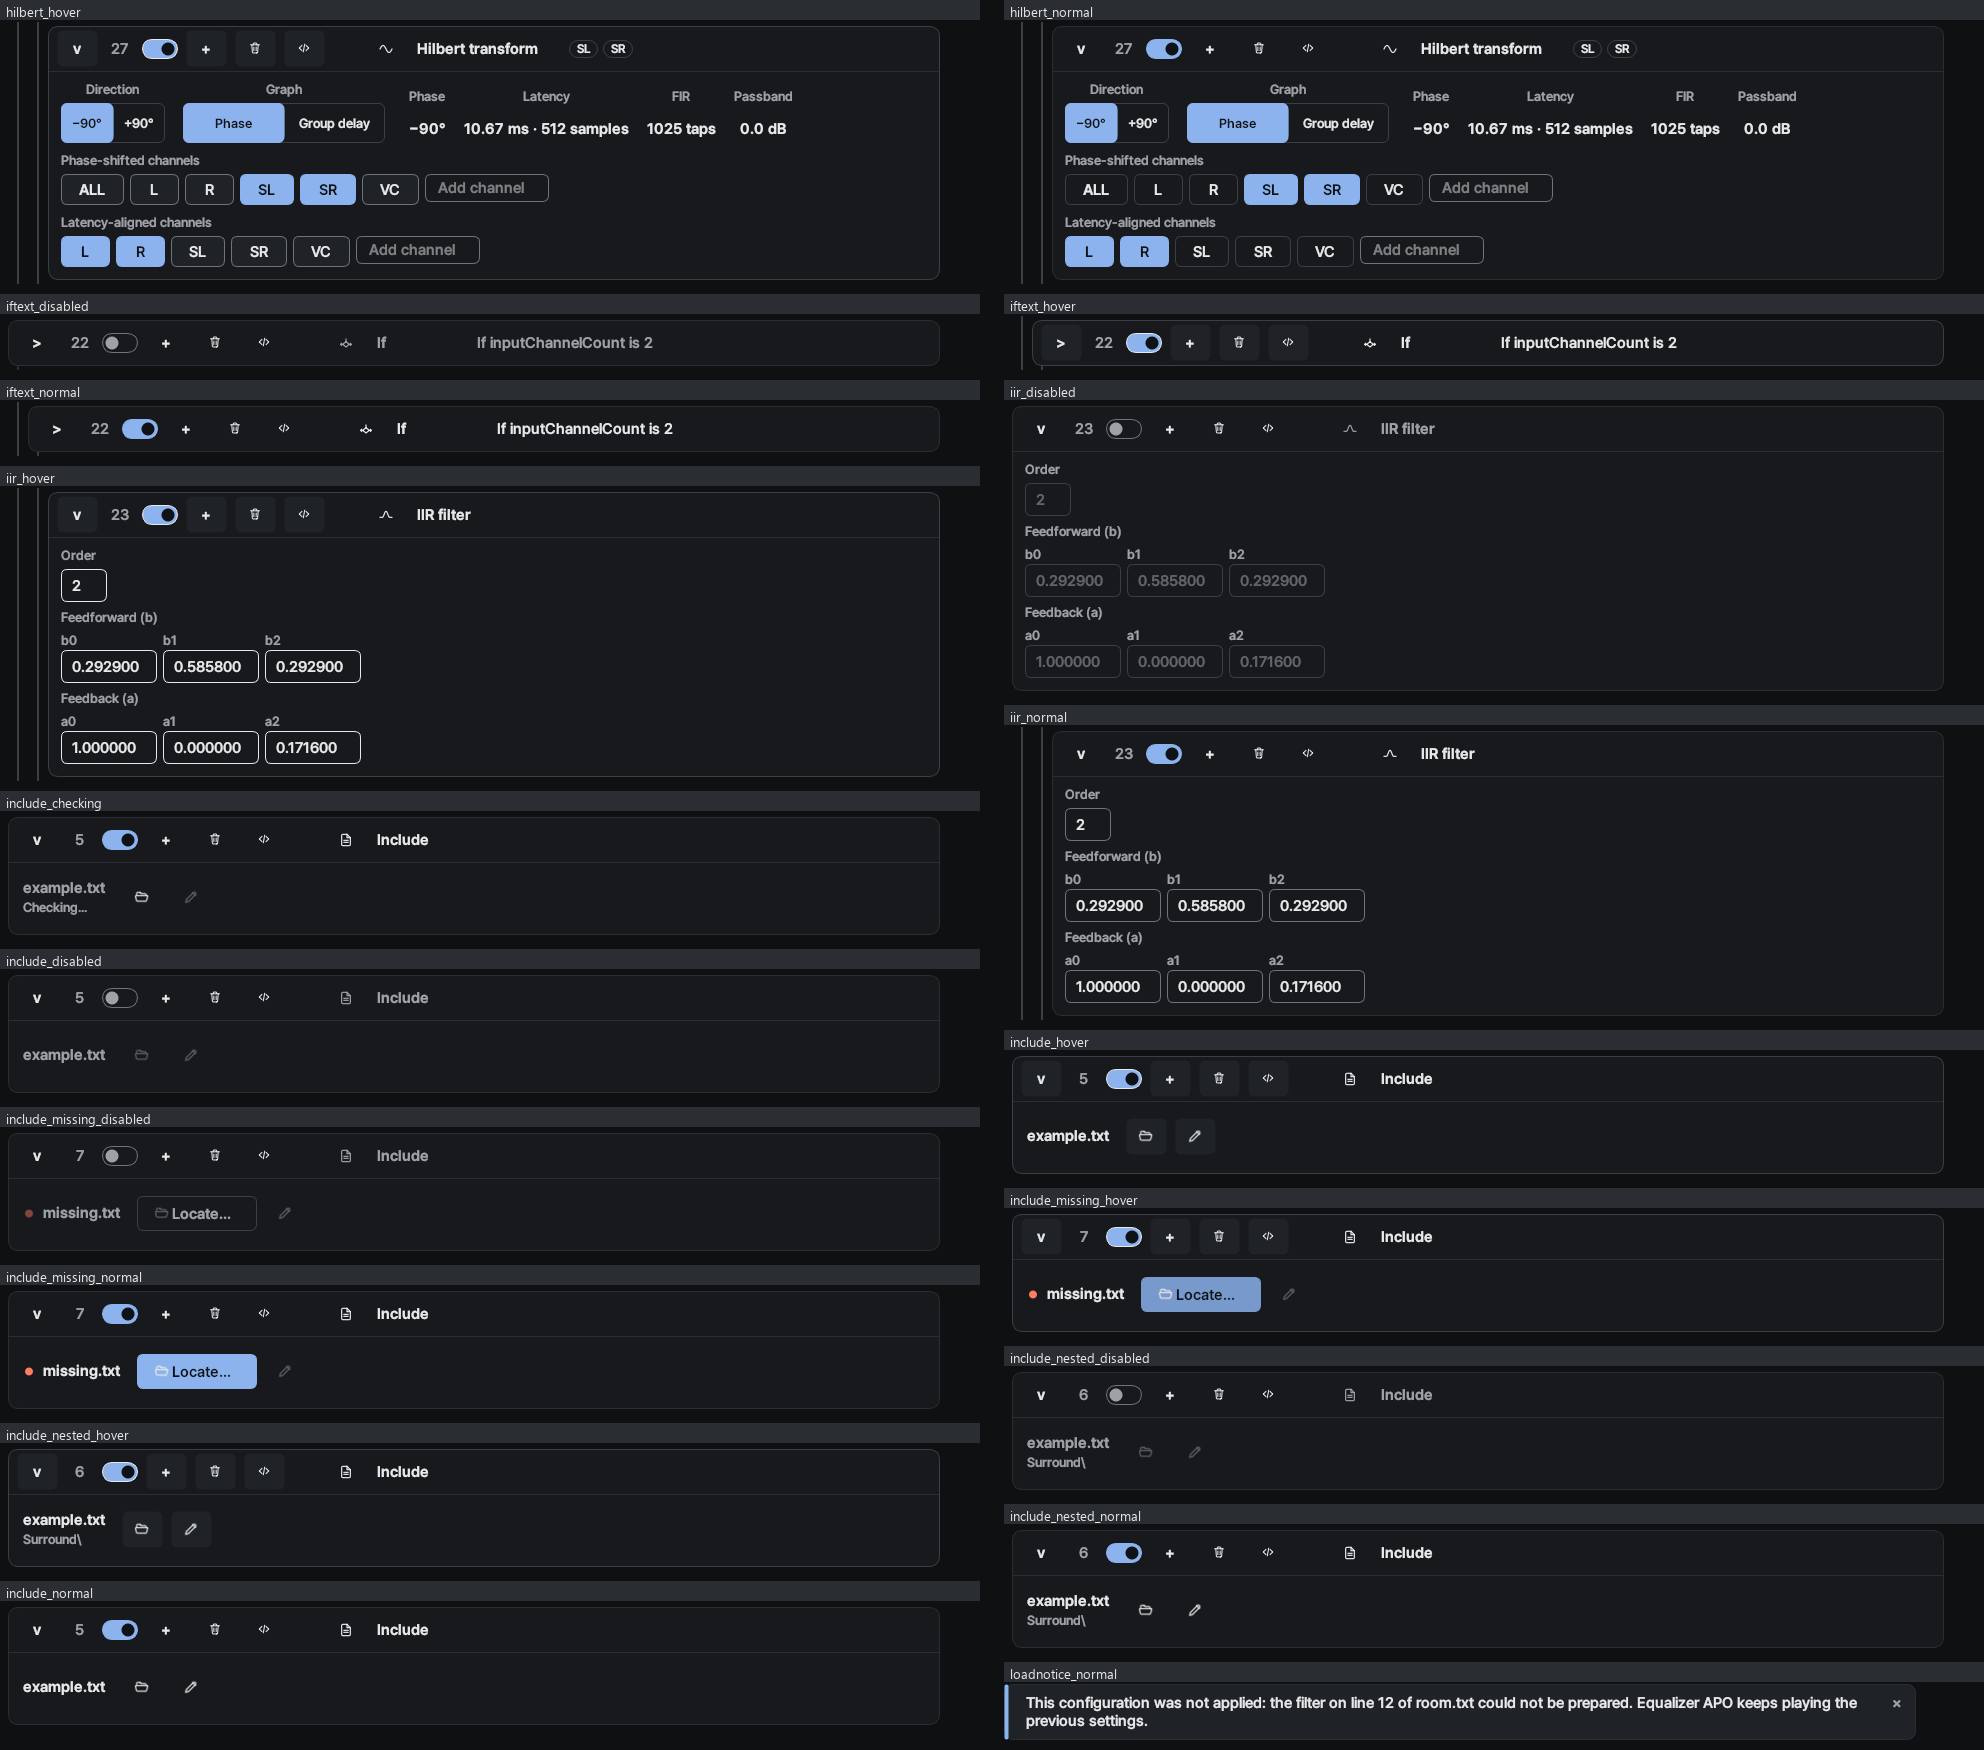 hilbert_hover
v 27 + </> Hilbert transform SL SR
Direction Graph Phase Latency FIR Passband
−90° +90° Phase Group delay −90° 10.67 ms · 512 samples 1025 taps 0.0 dB
Phase-shifted channels
ALL L R SL SR VC Add channel
Latency-aligned channels
L R SL SR VC Add channel
iftext_disabled
> 22 + </> If If inputChannelCount is 2
iftext_normal
> 22 + </> If If inputChannelCount is 2
iir_hover
v 23 + </> IIR filter
Order
2
Feedforward (b)
b0 b1 b2
0.292900 0.585800 0.292900
Feedback (a)
a0 a1 a2
1.000000 0.000000 0.171600
include_checking
v 5 + </> Include
example.txt
Checking...
include_disabled
v 5 + </> Include
example.txt
include_missing_disabled
v 7 + </> Include
missing.txt Locate...
include_missing_normal
v 7 + </> Include
missing.txt Locate...
include_nested_hover
v 6 + </> Include
example.txt
Surround\
include_normal
v 5 + </> Include
example.txt
hilbert_normal
v 27 + </> Hilbert transform SL SR
Direction Graph Phase Latency FIR Passband
−90° +90° Phase Group delay −90° 10.67 ms · 512 samples 1025 taps 0.0 dB
Phase-shifted channels
ALL L R SL SR VC Add channel
Latency-aligned channels
L R SL SR VC Add channel
iftext_hover
> 22 + </> If If inputChannelCount is 2
iir_disabled
v 23 + </> IIR filter
Order
2
Feedforward (b)
b0 b1 b2
0.292900 0.585800 0.292900
Feedback (a)
a0 a1 a2
1.000000 0.000000 0.171600
iir_normal
v 23 + </> IIR filter
Order
2
Feedforward (b)
b0 b1 b2
0.292900 0.585800 0.292900
Feedback (a)
a0 a1 a2
1.000000 0.000000 0.171600
include_hover
v 5 + </> Include
example.txt
include_missing_hover
v 7 + </> Include
missing.txt Locate...
include_nested_disabled
v 6 + </> Include
example.txt
Surround\
include_nested_normal
v 6 + </> Include
example.txt
Surround\
loadnotice_normal
This configuration was not applied: the filter on line 12 of room.txt could not be prepared. Equalizer APO keeps playing the ×
previous settings.